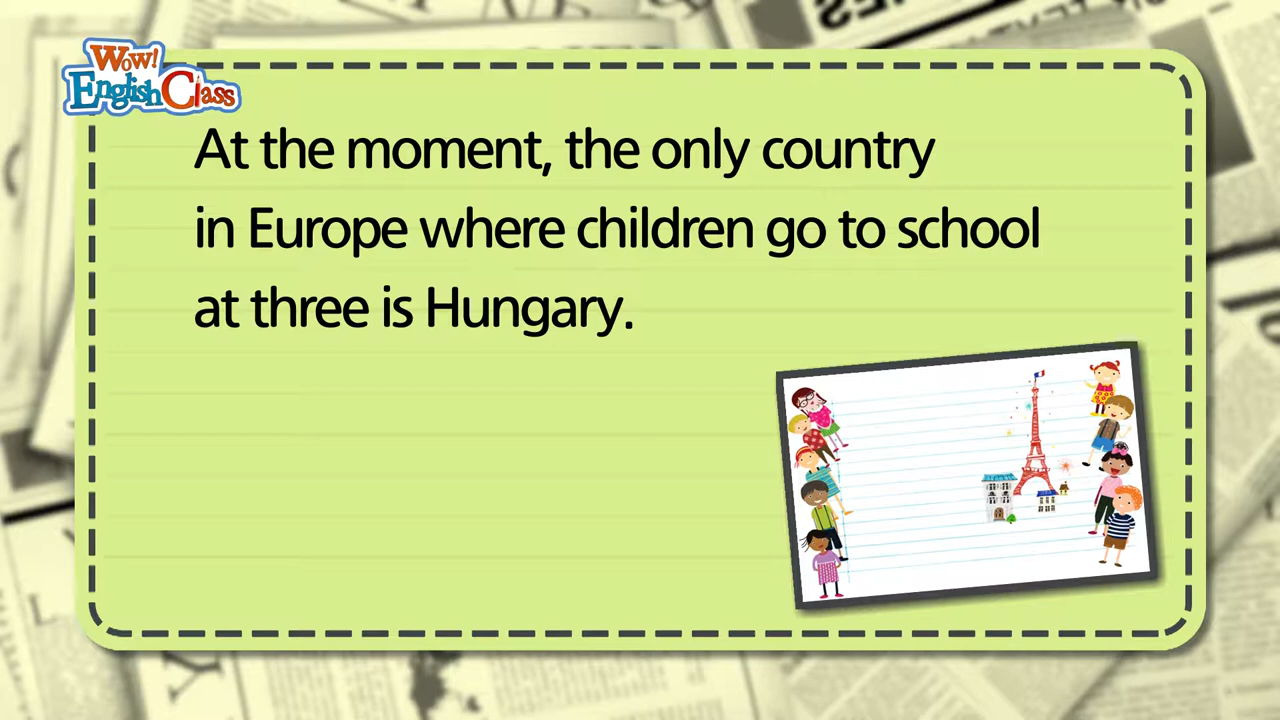 Wow!
English Class
At the moment, the only country
in Europe where children go to school
at three is Hungary.